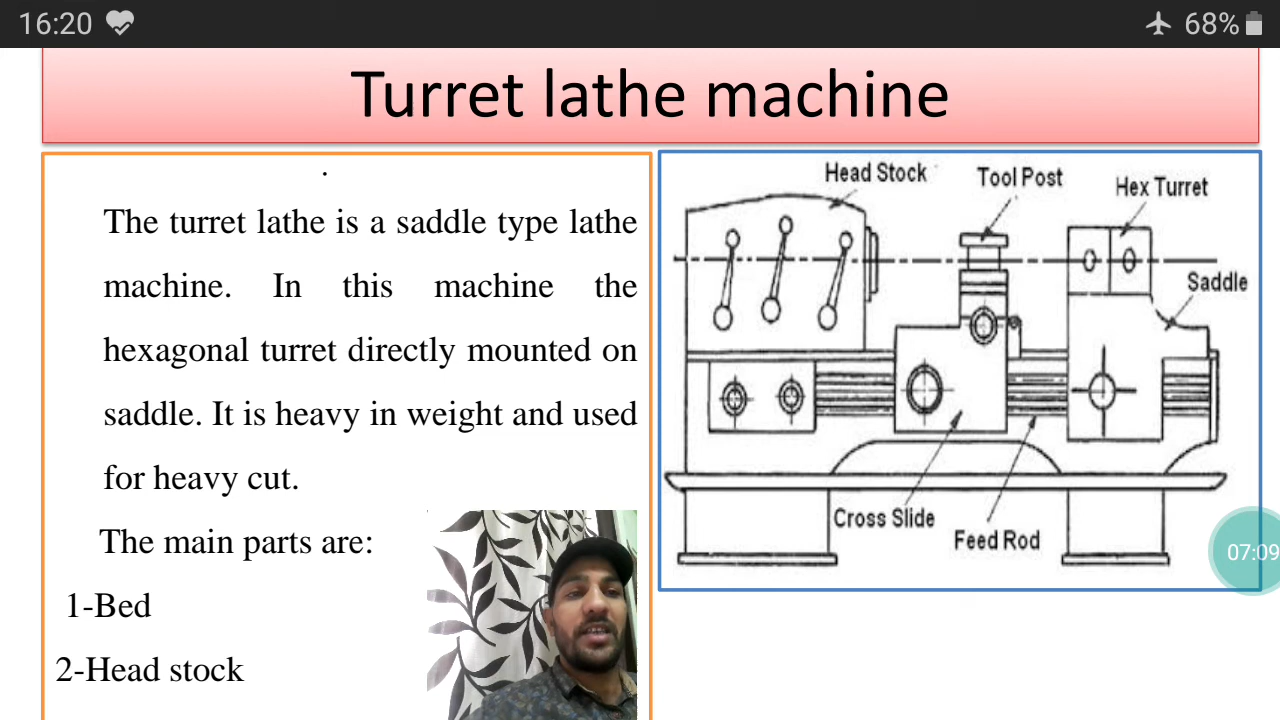 16:20
68%
Turret lathe machine
.
The turret lathe is a saddle type lathe
machine. In this machine the
hexagonal turret directly mounted on
saddle. It is heavy in weight and used
for heavy cut.
The main parts are:
1-Bed
2-Head stock
Head Stock
Tool Post
Hex Turret
Saddle
Cross Slide
Feed Rod
07:09